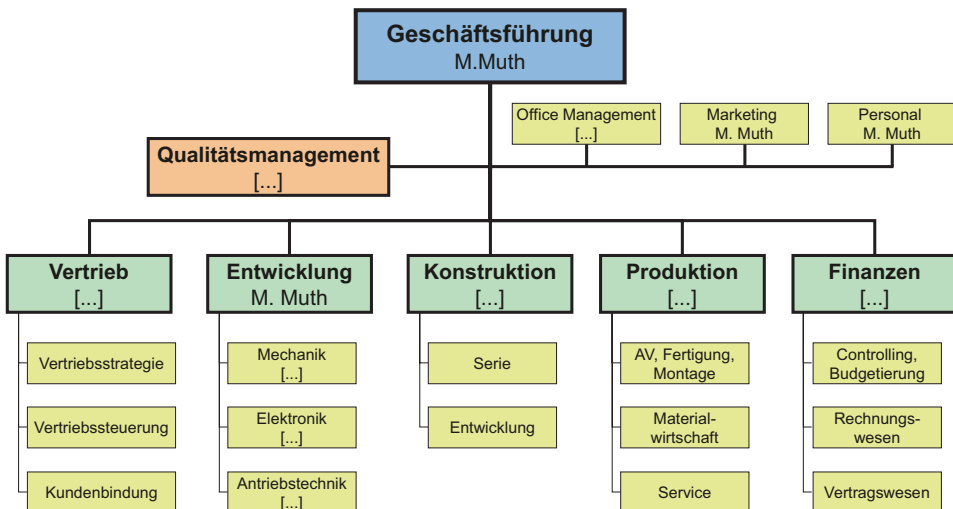 Geschäftsführung
M.Muth
Office Management
[...]
Marketing
M. Muth
Personal
M. Muth
Qualitätsmanagement
[...]
Vertrieb
[...]
Entwicklung
M. Muth
Konstruktion
[...]
Produktion
[...]
Finanzen
[...]
Vertriebsstrategie
Vertriebssteuerung
Kundenbindung
Mechanik
[...]
Elektronik
[...]
Antriebstechnik
[...]
Serie
Entwicklung
AV, Fertigung,
Montage
Material-
wirtschaft
Service
Controlling,
Budgetierung
Rechnungs-
wesen
Vertragswesen